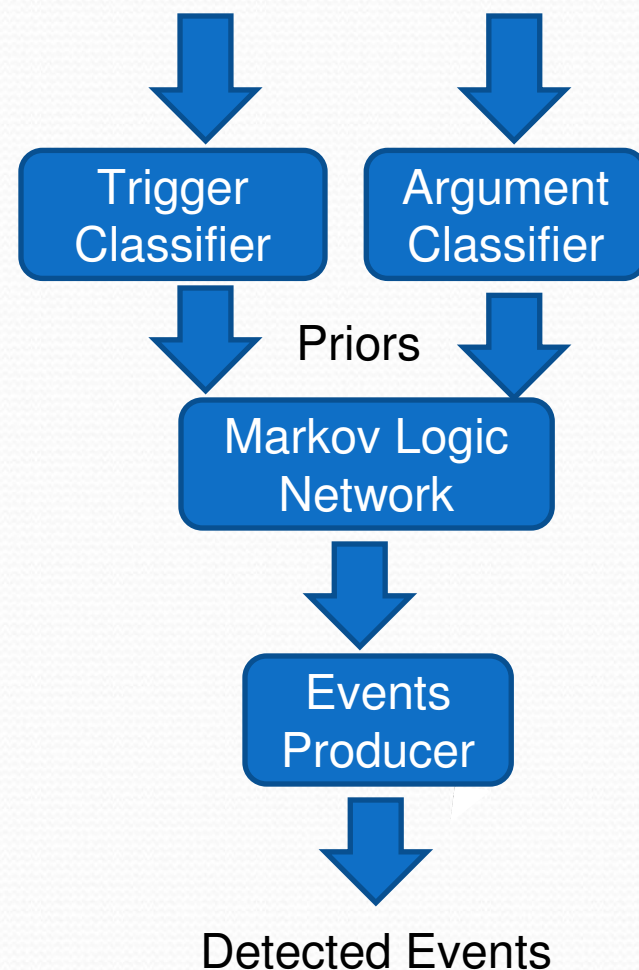 Trigger
Classifier
Argument
Classifier
Priors
Markov Logic
Network
Events
Producer
Detected Events